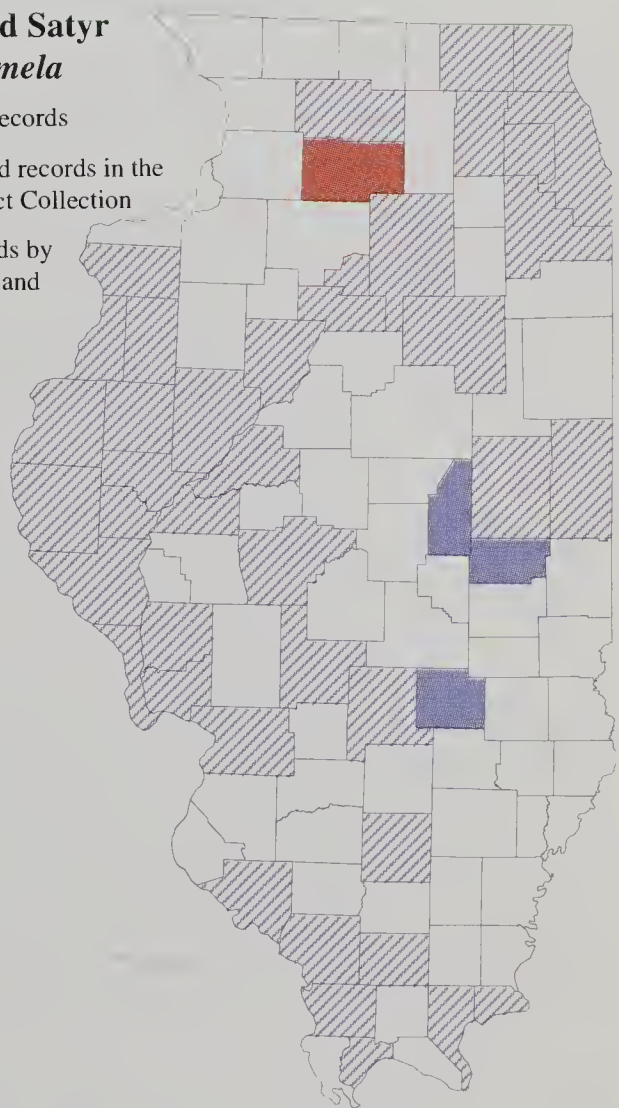 d Satyr
mela
ecords
d records in the
ct Collection
ds by
and